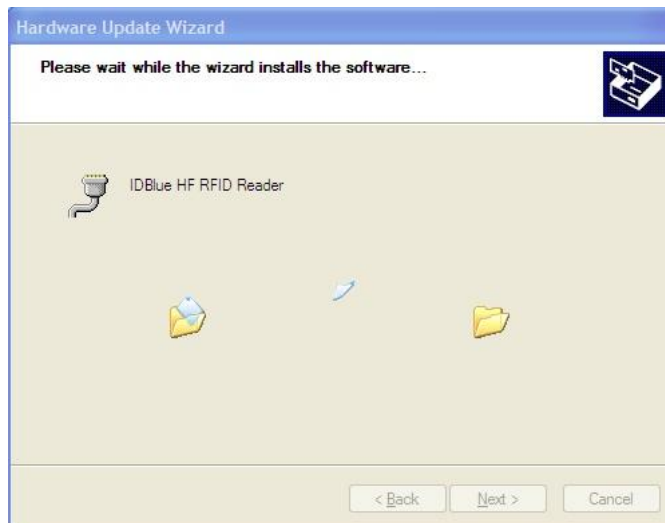 Hardware Update Wizard
Please wait while the wizard installs the software...
IDBlue HF RFID Reader
< Back
Next >
Cancel